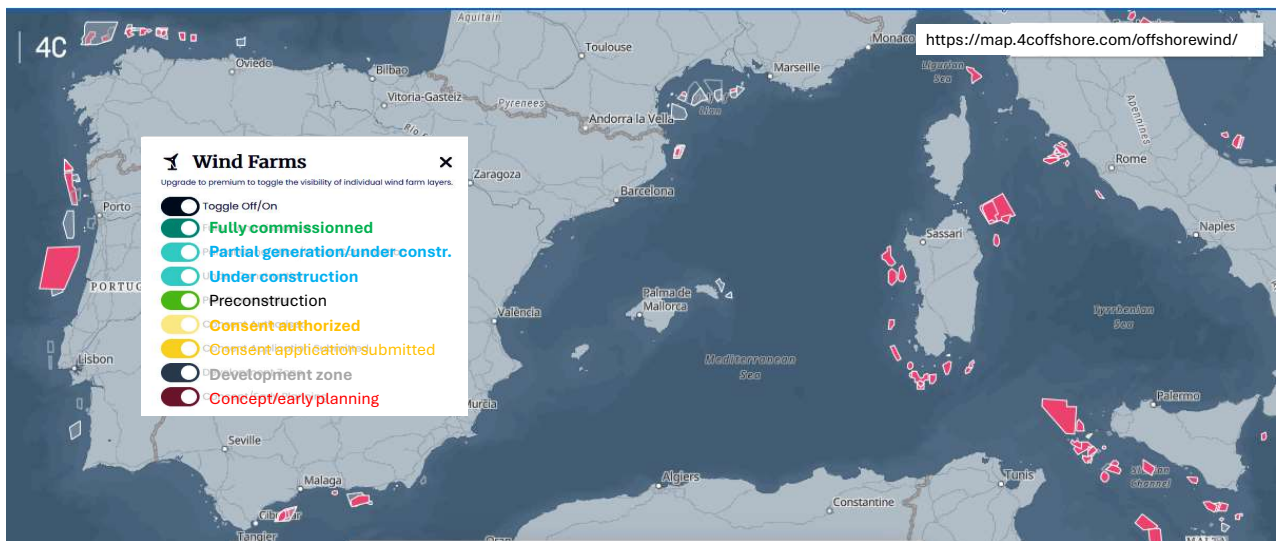 4C
https://map.4coffshore.com/offshorewind/
Aquitain
Toulouse
Monaco
Marseille
Ligurian
Sea
Oviedo
Bilbao
Vitoria-Gasteiz
Pyrenees
Lion
Andorra la Vella
Apennines
Rome
Zaragoza
Barcelona
Porto
Naples
Sassari
PORTUG
Palma de
Mallorca
València
Tyrrhenian
Sea
Lisbon
Mediterranean
Sea
Murcia
Palermo
Seville
Malaga
Algiers
Tunis
Channel
Constantine
Gibraltar
Tangier
Oran
Wind Farms
Upgrade to premium to toggle the visibility of individual wind farm layers.
Toggle Off/On
Fully commissionned
Partial generation/under constr.
Under construction
Preconstruction
Consent authorized
Consent application submitted
Development zone
Concept/early planning